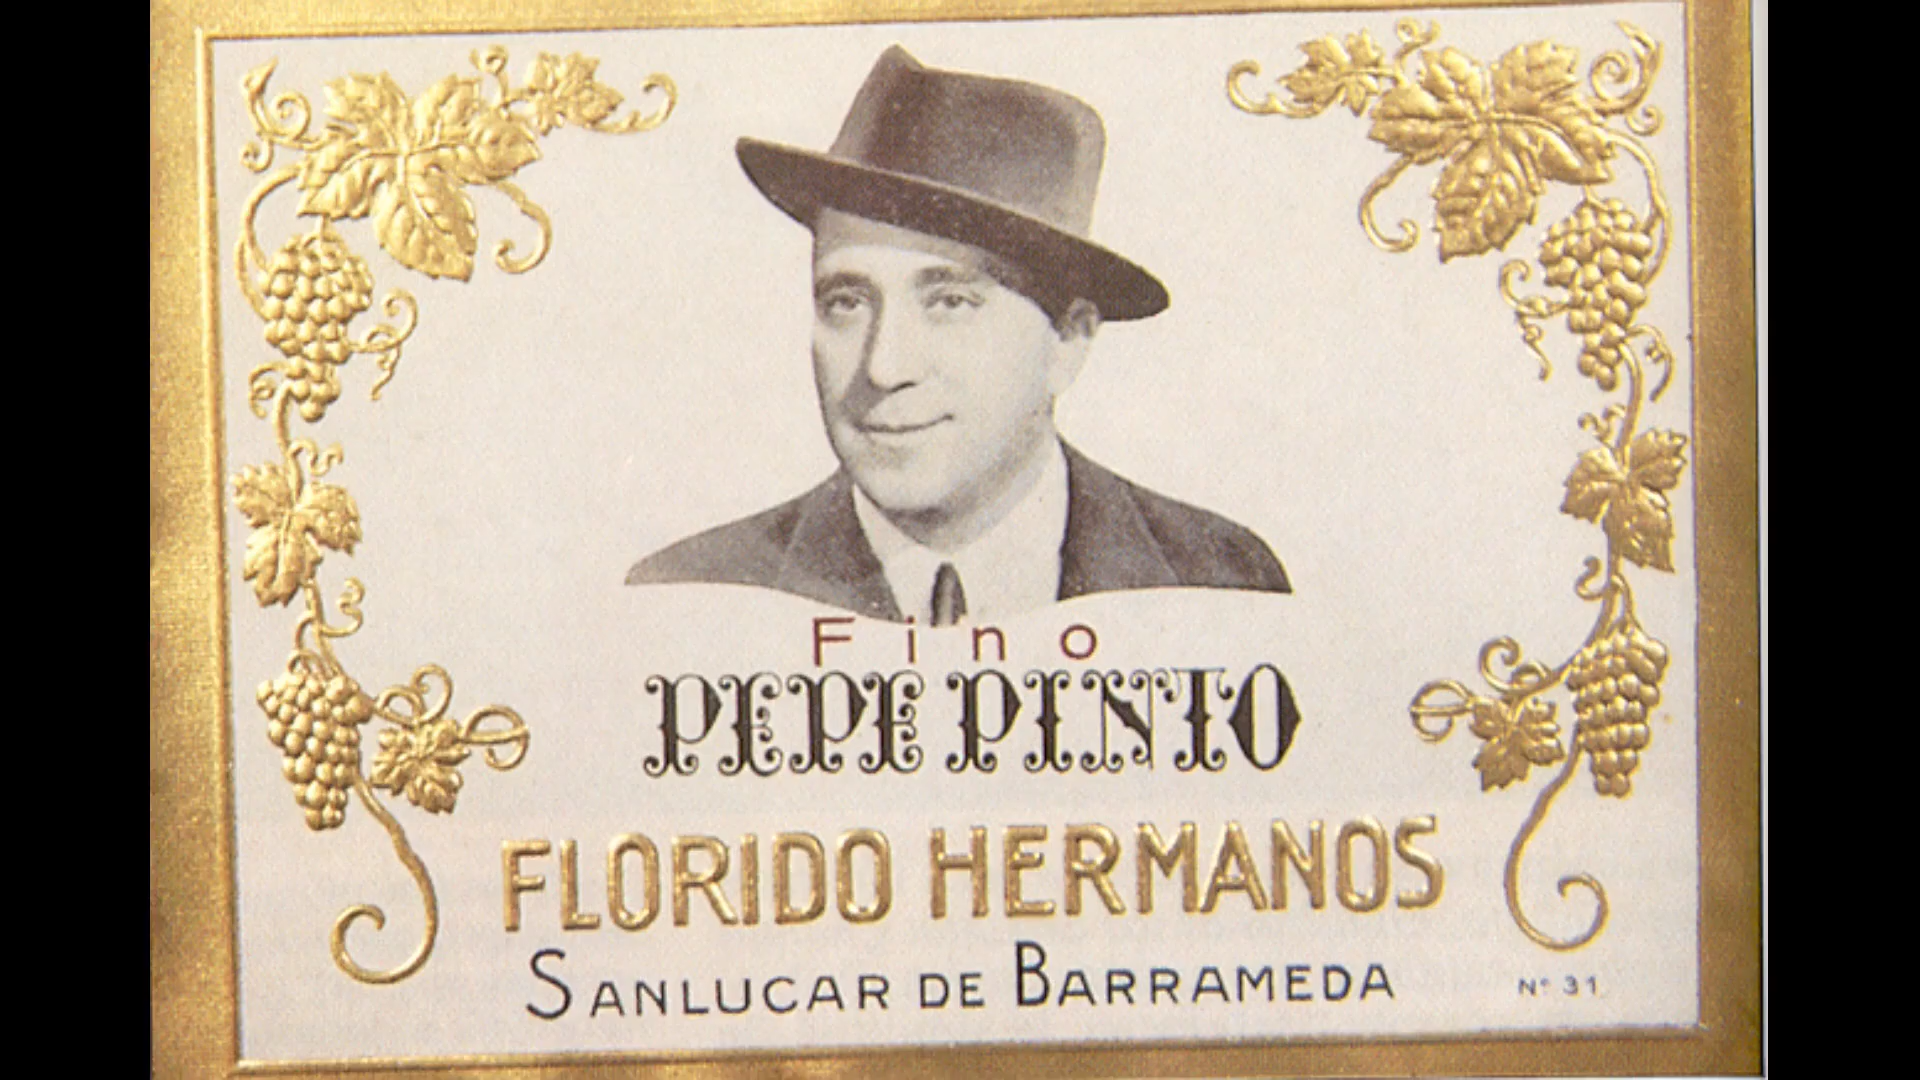 Fino
PEPE PINTO
FLORIDO HERMANOS
SANLUCAR DE BARRAMEDA
Nº 31